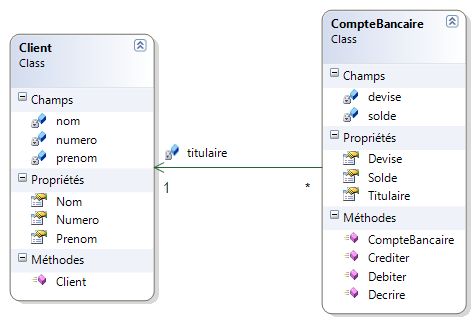 Client
Class
Champs
nom
numero
prenom
Propriétés
Nom
Numero
Prenom
Méthodes
Client
titulaire
1
*
CompteBancaire
Class
Champs
devise
solde
Propriétés
Devise
Solde
Titulaire
Méthodes
CompteBancaire
Crediter
Debiter
Decrire